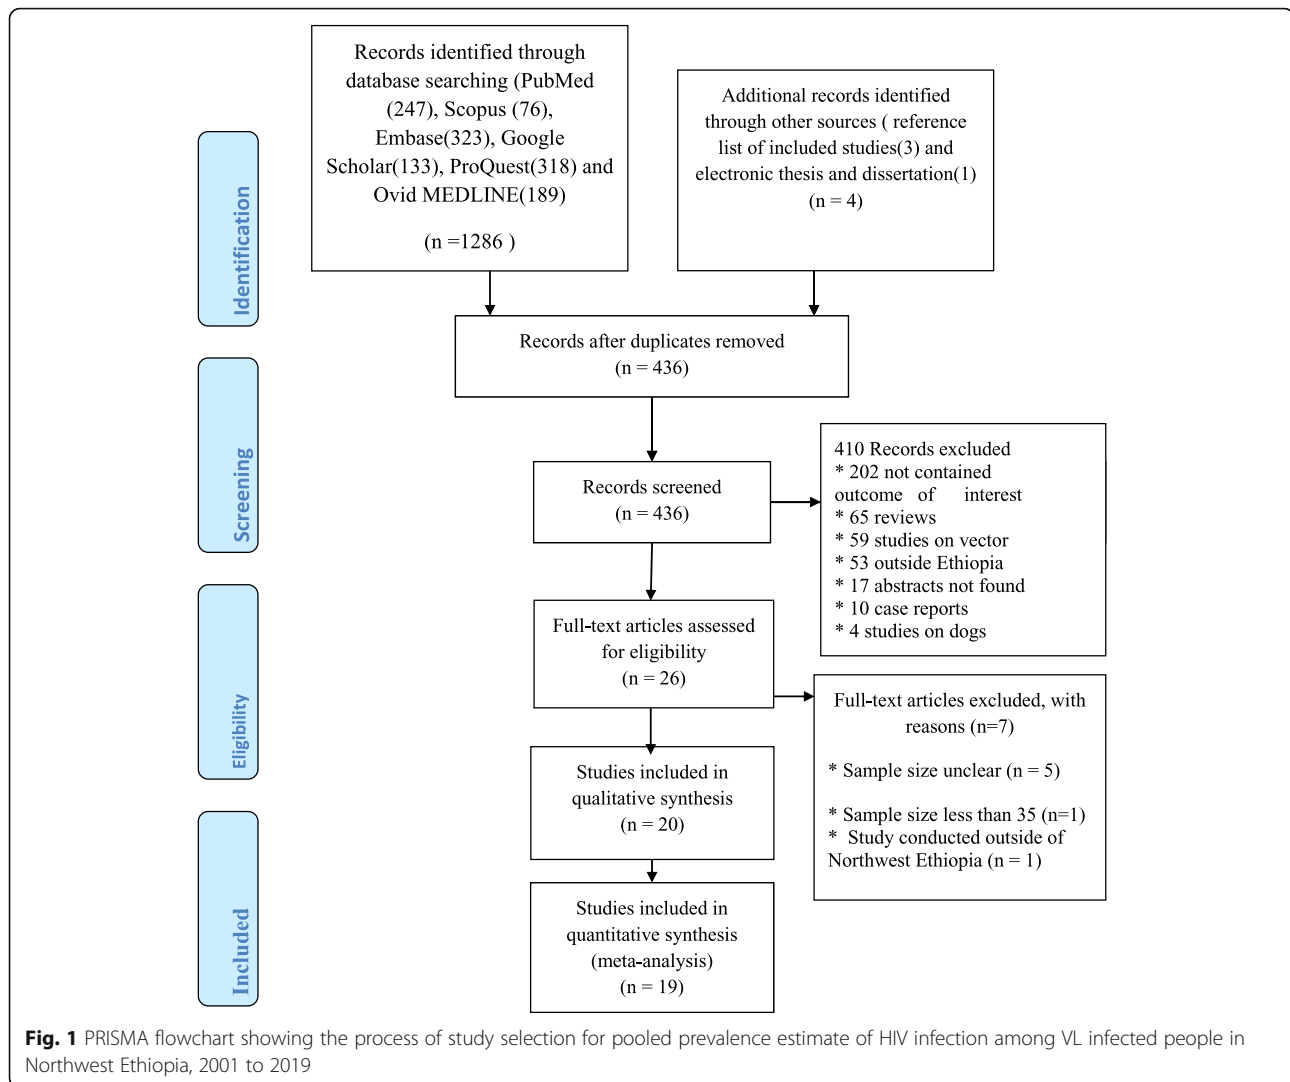 Records identified through
database searching (PubMed
(247), Scopus (76),
Embase(323), Google
Scholar(133), ProQuest(318) and
Ovid MEDLINE(189)
(n =1286 )
Additional records identified
through other sources ( reference
list of included studies(3) and
electronic thesis and dissertation(1)
(n = 4)
Identification
Records after duplicates removed
(n = 436)
Screening
Records screened
(n = 436)
410 Records excluded
* 202 not contained
outcome of interest
* 65 reviews
* 59 studies on vector
* 53 outside Ethiopia
* 17 abstracts not found
* 10 case reports
* 4 studies on dogs
Eligibility
Full-text articles assessed
for eligibility
(n = 26)
Full-text articles excluded, with
reasons (n=7)
* Sample size unclear (n = 5)
* Sample size less than 35 (n=1)
* Study conducted outside of
Northwest Ethiopia (n = 1)
Studies included in
qualitative synthesis
(n = 20)
Included
Studies included in
quantitative synthesis
(meta-analysis)
(n = 19)
Fig. 1 PRISMA flowchart showing the process of study selection for pooled prevalence estimate of HIV infection among VL infected people in
Northwest Ethiopia, 2001 to 2019